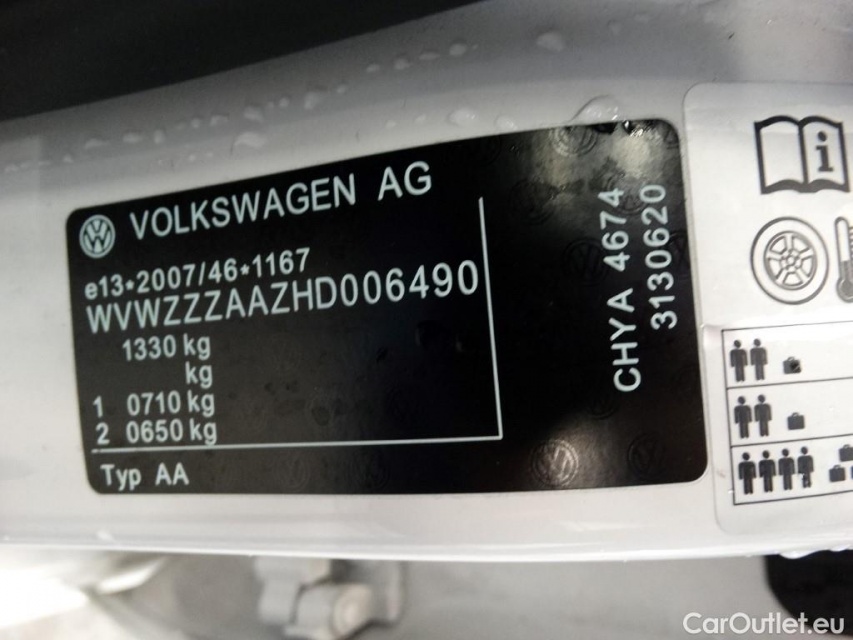 VOLKSWAGEN AG
e13*2007/46*1167
WVWZZZAAZHD006490
1330 kg
kg
1 0710 kg
2 0650 kg
Typ AA
CHYA 4674
3130620
CarOutlet.eu